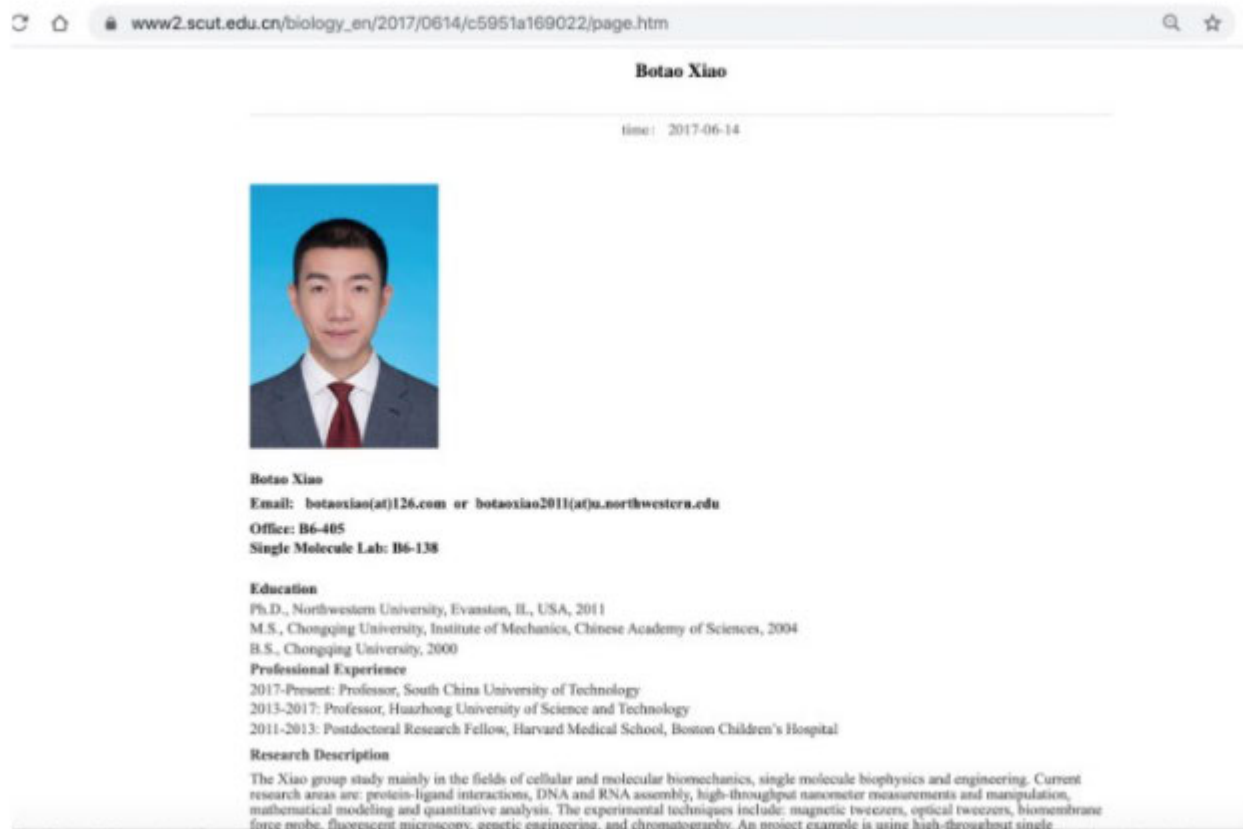 www2.scut.edu.cn/biology_en/2017/0614/c5951a169022/page.htm
Botao Xiao
time: 2017-06-14
Botao Xiao
Email: botaoxiao(at)126.com or botaoxiao2011(at)u.northwestern.edu
Office: B6-405
Single Molecule Lab: B6-138
Education
Ph.D., Northwestern University, Evanston, IL, USA, 2011
M.S., Chongqing University, Institute of Mechanics, Chinese Academy of Sciences, 2004
B.S., Chongqing University, 2000
Professional Experience
2017-Present: Professor, South China University of Technology
2013-2017: Professor, Huazhong University of Science and Technology
2011-2013: Postdoctoral Research Fellow, Harvard Medical School, Boston Children's Hospital
Research Description
The Xiao group study mainly in the fields of cellular and molecular biomechanics, single molecule biophysics and engineering. Current
research areas are: protein-ligand interactions, DNA and RNA assembly, high-throughput nanometer measurements and manipulation,
mathematical modeling and quantitative analysis. The experimental techniques include: magnetic tweezers, optical tweezers, biomembrane
force probe, fluorescent microscopy, genetic engineering, and chromatography. An project example is using high-throughput single